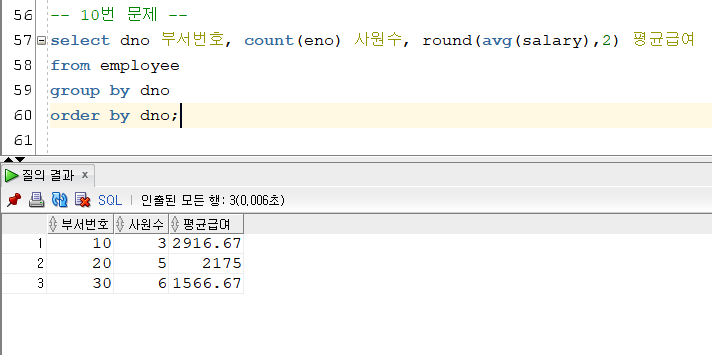 56 -- 10번 문제 --
57 select dno 부서번호, count(eno) 사원수, round(avg(salary),2) 평균급여
58 from employee
59 group by dno
60 order by dno;
61
질의 결과 x
SQL | 인출된 모든 행: 3(0,006초)
부서번호 사원수 평균급여
1 10 3 2916.67
2 20 5 2175
3 30 6 1566.67